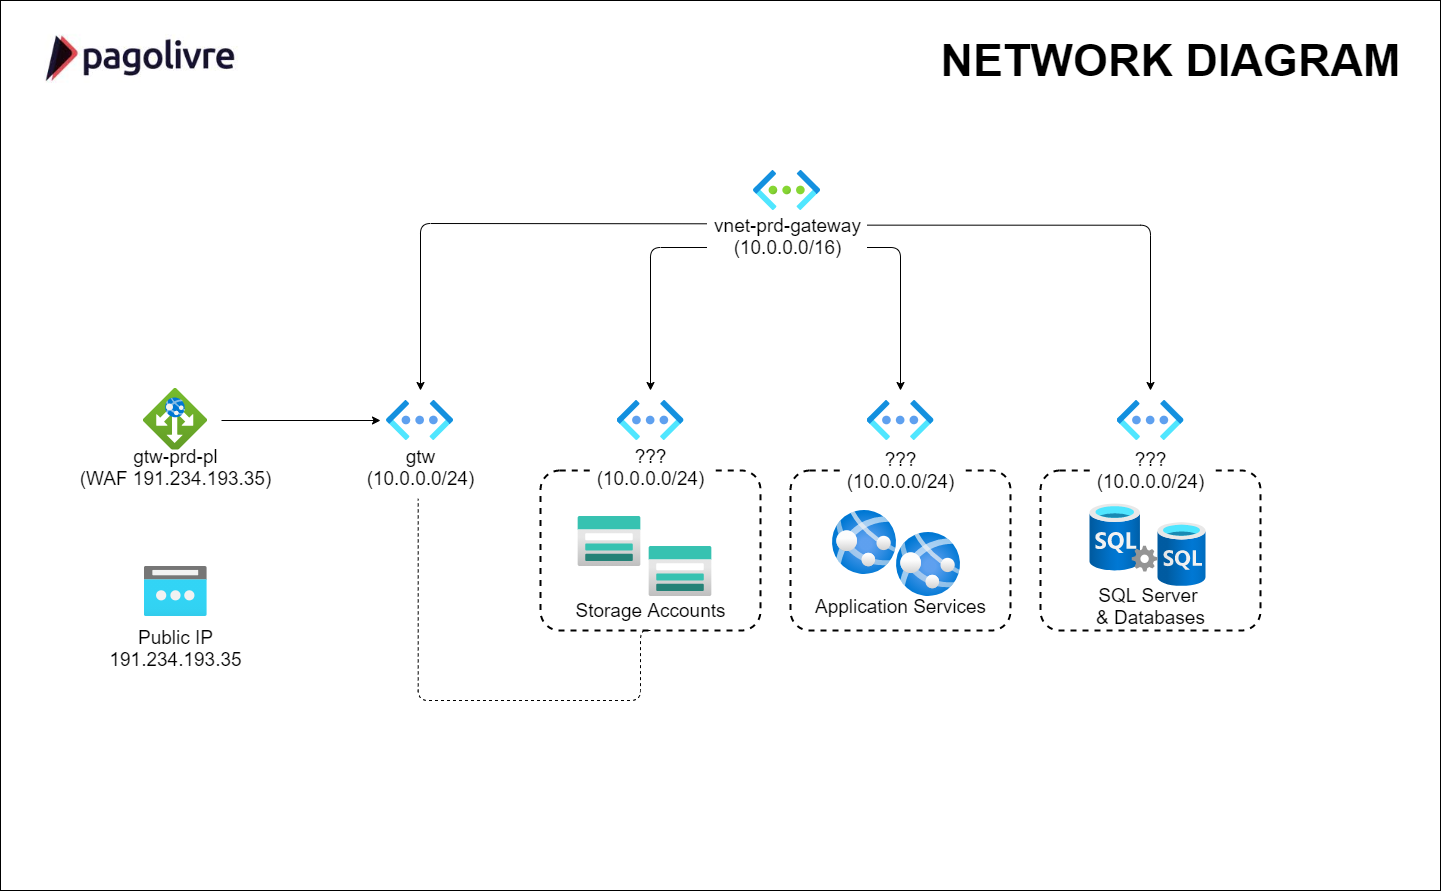 pagolivre
NETWORK DIAGRAM
vnet-prd-gateway
(10.0.0.0/16)
gtw-prd-pl
(WAF 191.234.193.35)
gtw
(10.0.0.0/24)
???
(10.0.0.0/24)
???
(10.0.0.0/24)
???
(10.0.0.0/24)
SQL
SQL
Storage Accounts
Application Services
SQL Server
& Databases
Public IP
191.234.193.35